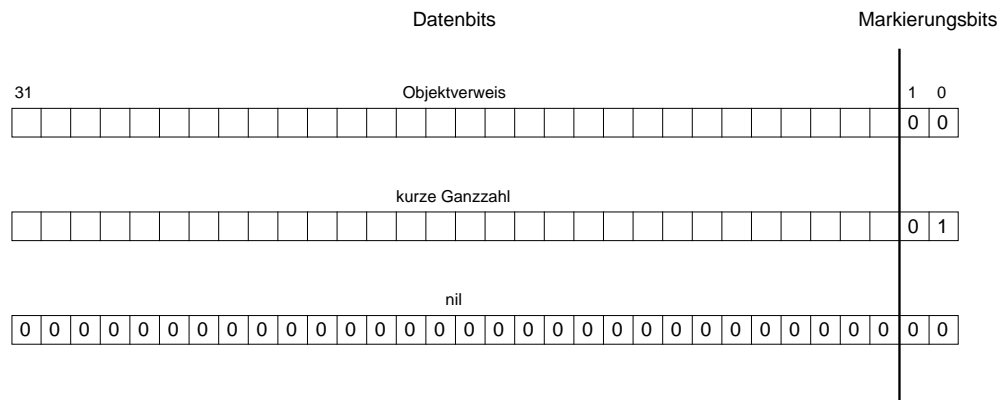 Datenbits Markierungsbits
31 Objektverweis 1 0
0 0
kurze Ganzzahl
0 1
nil
0 0 0 0 0 0 0 0 0 0 0 0 0 0 0 0 0 0 0 0 0 0 0 0 0 0 0 0 0 0 0 0